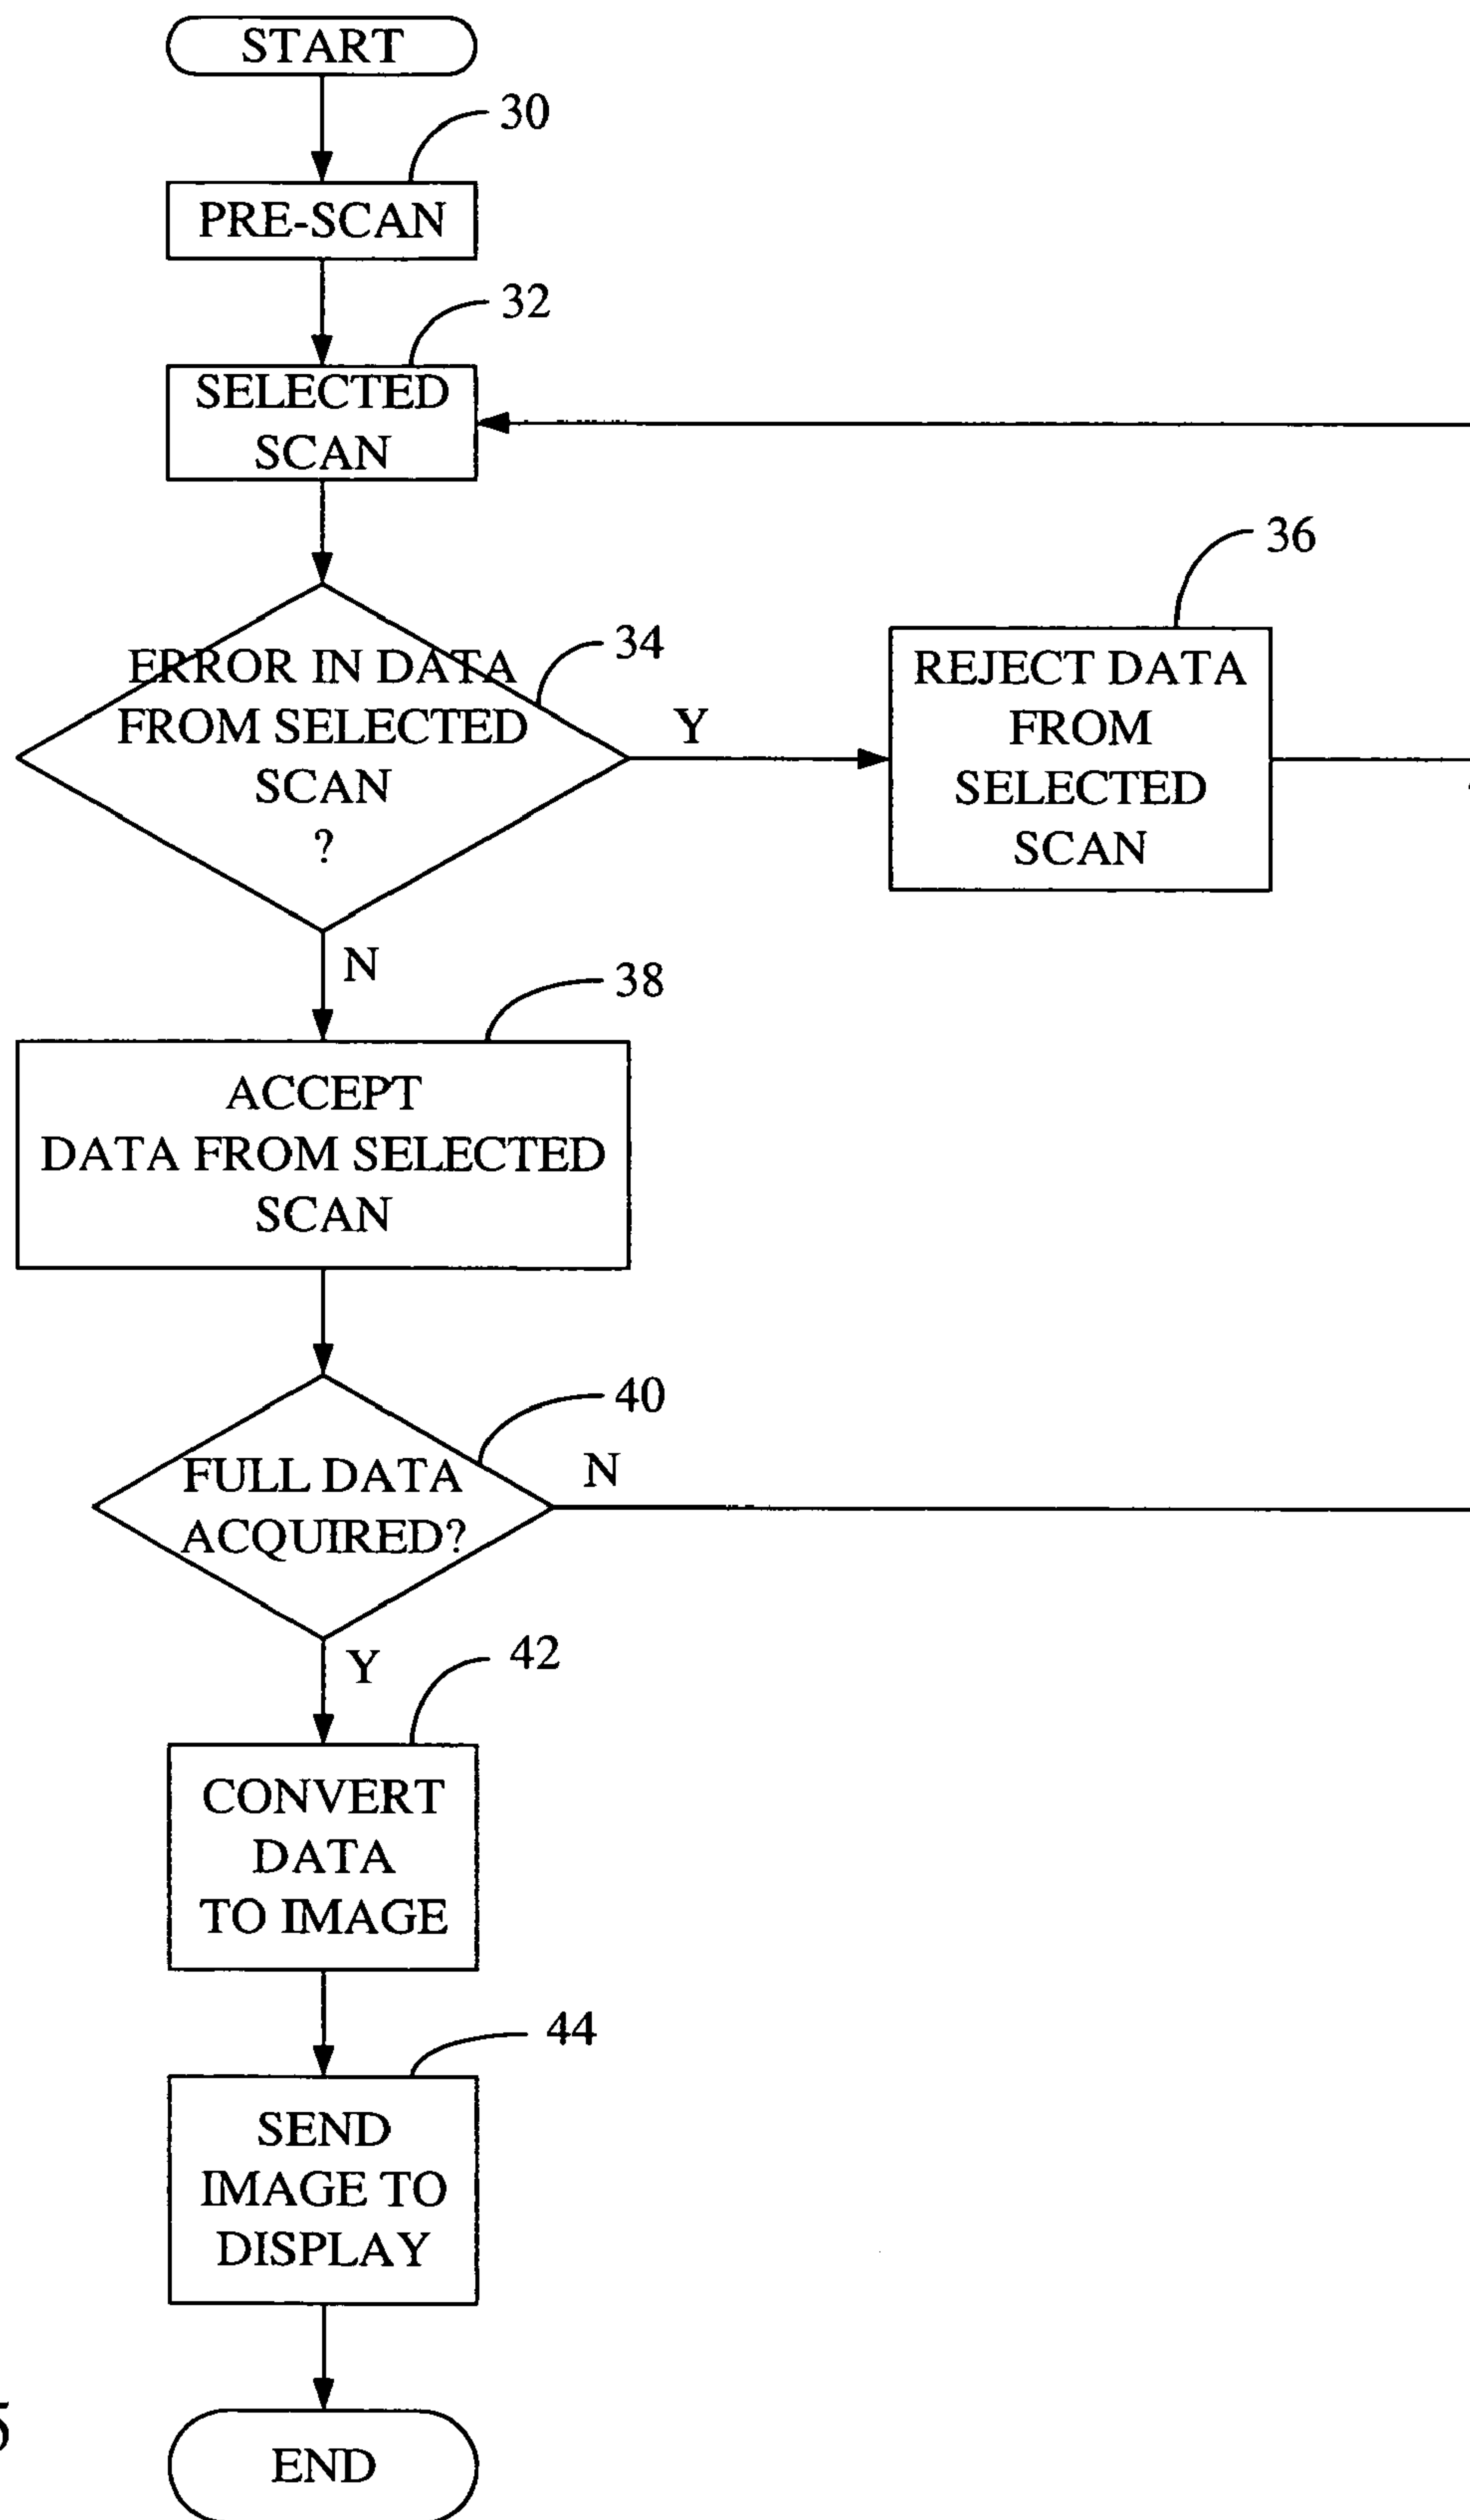 START
30
PRE-SCAN
32
SELECTED
SCAN
36
34
ERROR IN DATA
FROM SELECTED
SCAN
?
Y
REJECT DATA
FROM
SELECTED
SCAN
N
38
ACCEPT
DATA FROM SELECTED
SCAN
40
FULL DATA
ACQUIRED?
N
Y
42
CONVERT
DATA
TO IMAGE
44
SEND
IMAGE TO
DISPLAY
5
END